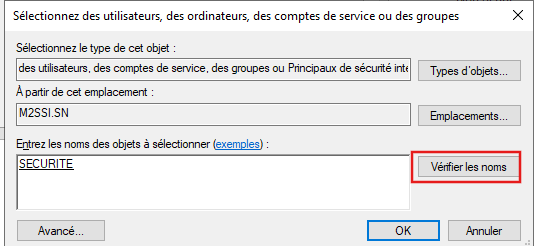 Sélectionnez des utilisateurs, des ordinateurs, des comptes de service ou des groupes
Sélectionnez le type de cet objet :
des utilisateurs, des comptes de service, des groupes ou Principaux de sécurité inté
Types d'objets...
À partir de cet emplacement :
M2SSI.SN
Emplacements...
Entrez les noms des objets à sélectionner (exemples) :
SECURITE
Vérifier les noms
Avancé...
OK
Annuler